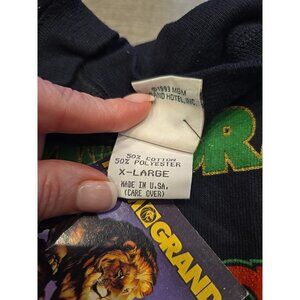 ©1993 MGM
GRAND HOTEL, INC.
50% COTTON
50% POLYESTER
X-LARGE
MADE IN U.S.A.
(CARE OVER)
GRAND